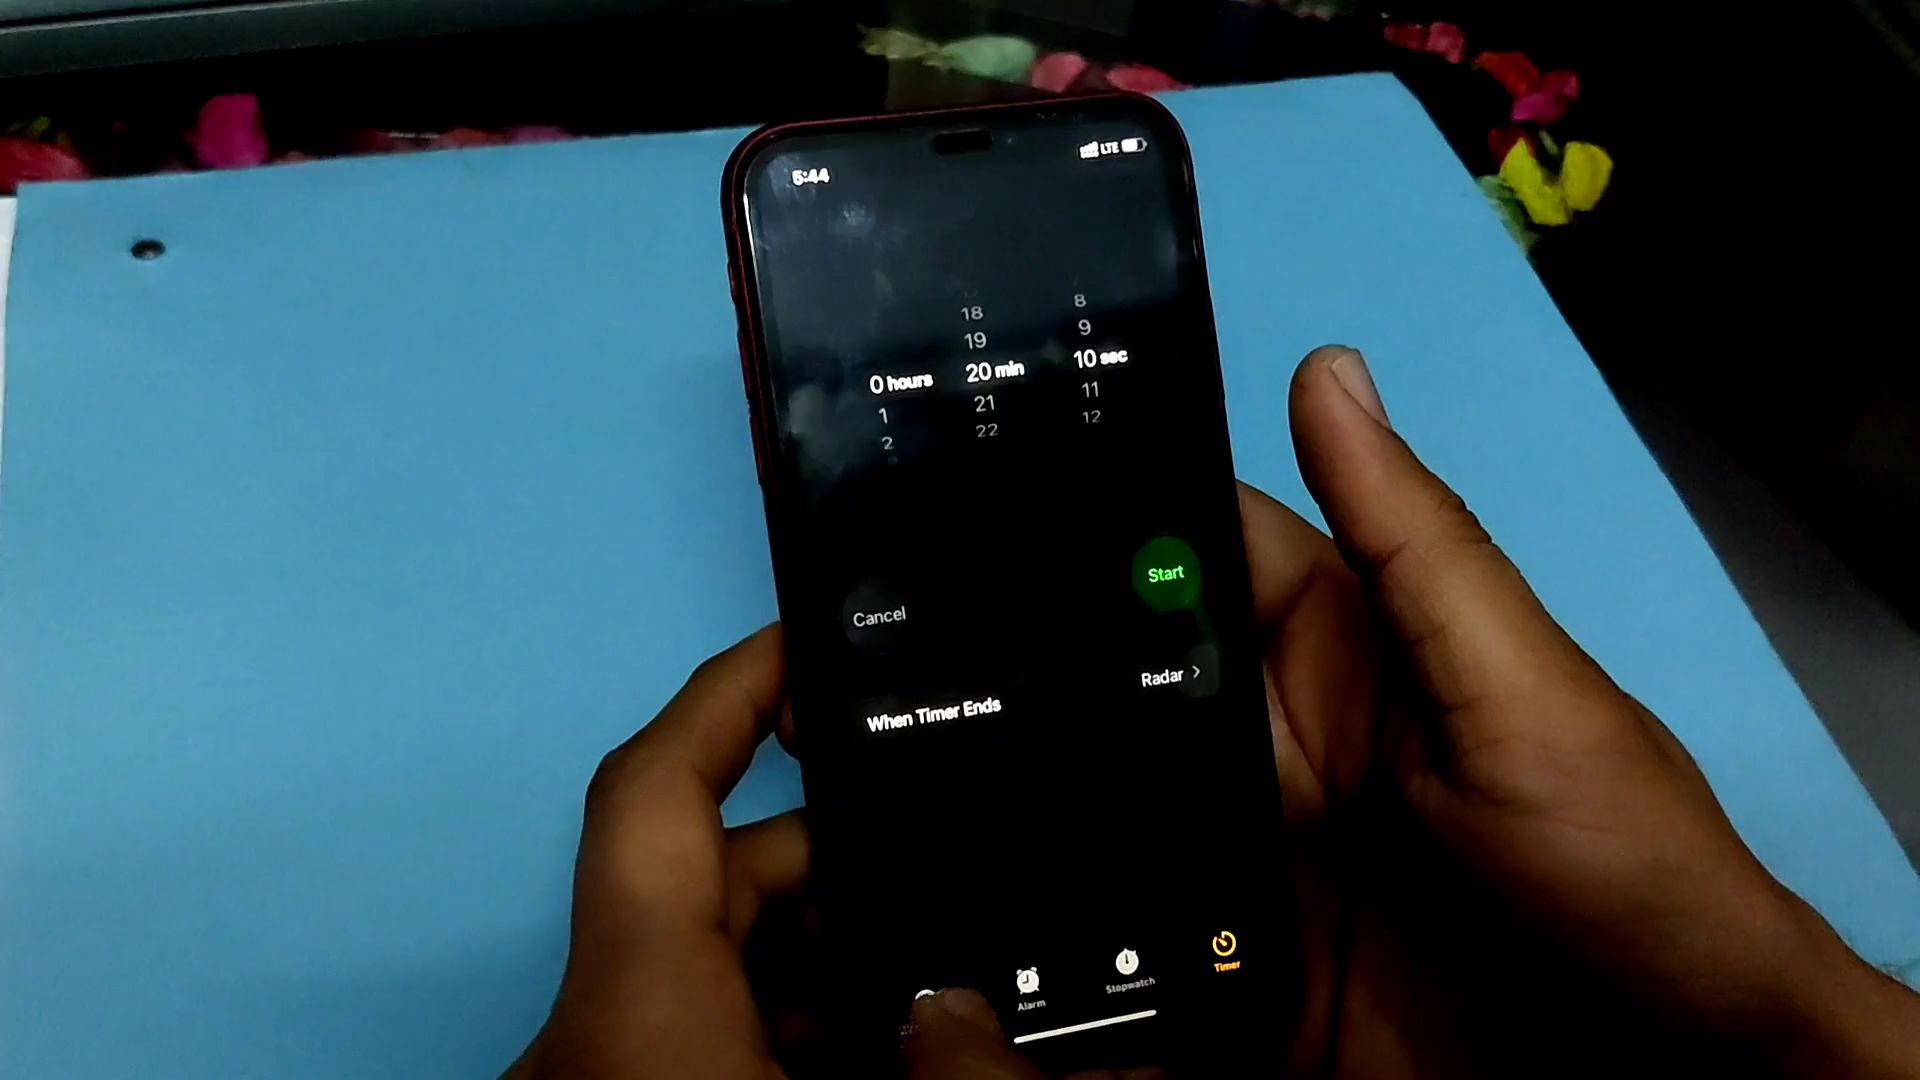 5:44
LTE
18
8
19
9
0 hours
20 min
10 sec
1
21
11
2
22
12
Cancel
Start
When Timer Ends
Radar
Alarm
Stopwatch
Timer